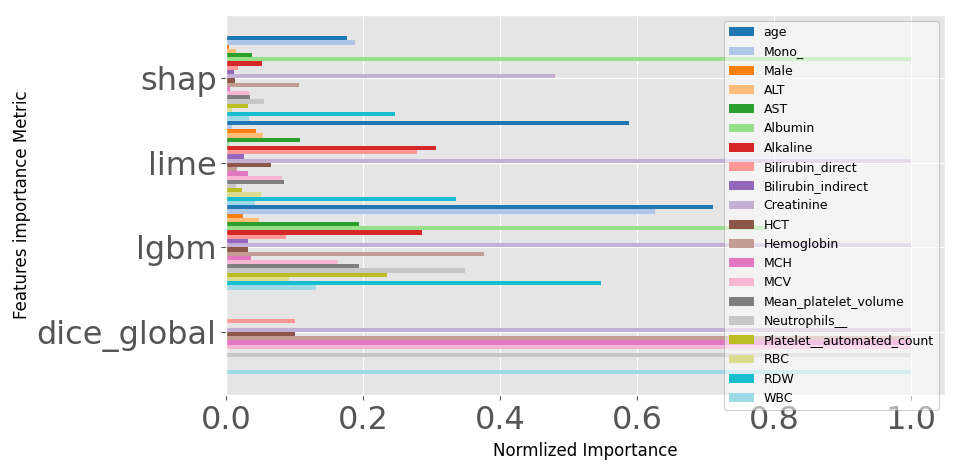 Features importance Metric
shap
lime
lgbm
dice_global
0.0 0.2 0.4 0.6 0.8 1.0
Normlized Importance
age
Mono_
Male
ALT
AST
Albumin
Alkaline
Bilirubin_direct
Bilirubin_indirect
Creatinine
HCT
Hemoglobin
MCH
MCV
Mean_platelet_volume
Neutrophils__
Platelet__automated_count
RBC
RDW
WBC